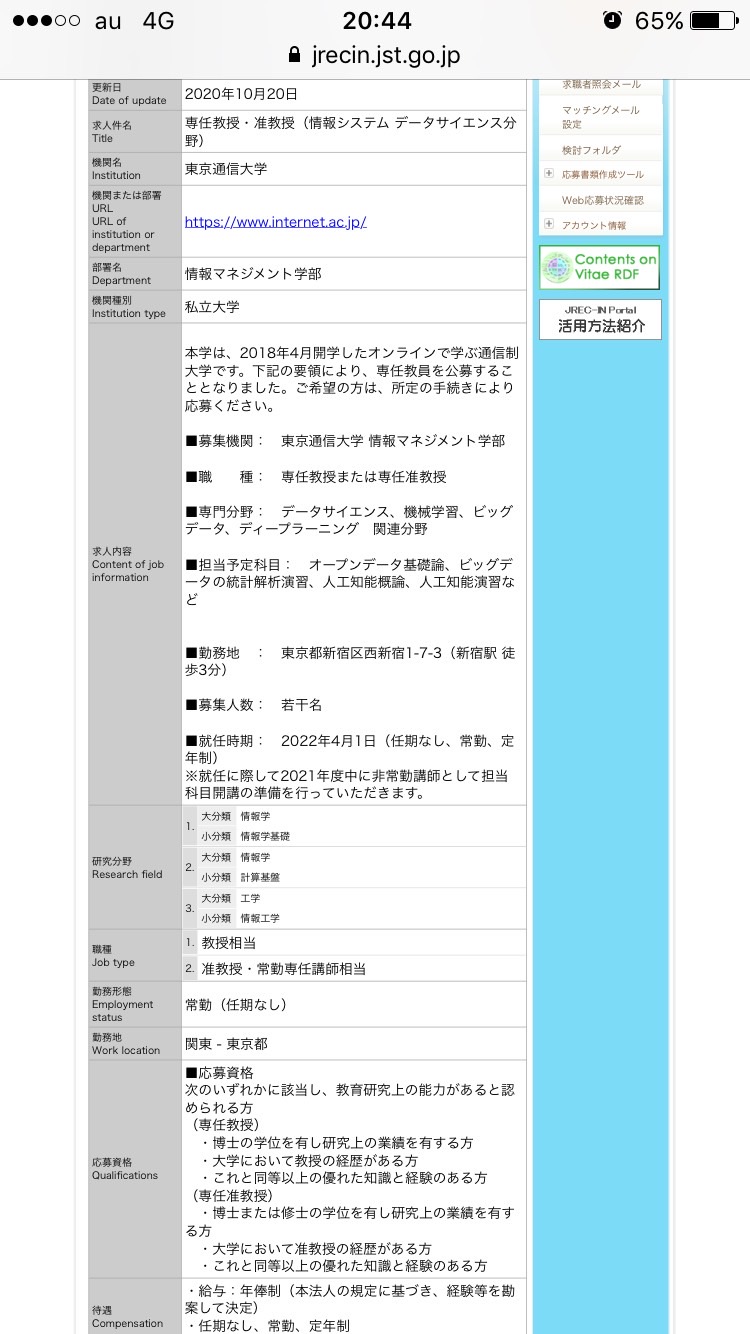 au 4G 20:44 65%
jrecin.jst.go.jp
更新日
Date of update
2020年10月20日
求人件名
Title
専任教授・准教授（情報システム データサイエンス分
野）
機関名
Institution
東京通信大学
機関または部署
URL
URL of
institution or
department
https://www.internet.ac.jp/
部署名
Department
情報マネジメント学部
機関種別
Institution type
私立大学
求人内容
Content of job
information
本学は、2018年4月開学したオンラインで学ぶ通信制
大学です。下記の要領により、専任教員を公募するこ
ととなりました。ご希望の方は、所定の手続きにより
応募ください。
■募集機関： 東京通信大学 情報マネジメント学部
■職　　種： 専任教授または専任准教授
■専門分野： データサイエンス、機械学習、ビッグ
データ、ディープラーニング　関連分野
■担当予定科目： オープンデータ基礎論、ビッグデ
ータの統計解析演習、人工知能概論、人工知能演習な
ど
■勤務地　： 東京都新宿区西新宿1-7-3（新宿駅 徒
歩3分）
■募集人数： 若干名
■就任時期： 2022年4月1日（任期なし、常勤、定
年制）
※就任に際して2021年度中に非常勤講師として担当
科目開講の準備を行っていただきます。
研究分野
Research field
1. 大分類 情報学
小分類 情報学基礎
2. 大分類 情報学
小分類 計算基盤
3. 大分類 工学
小分類 情報工学
職種
Job type
1. 教授相当
2. 准教授・常勤専任講師相当
勤務形態
Employment
status
常勤（任期なし）
勤務地
Work location
関東 - 東京都
応募資格
Qualifications
■応募資格
次のいずれかに該当し、教育研究上の能力があると認
められる方
（専任教授）
・博士の学位を有し研究上の業績を有する方
・大学において教授の経歴がある方
・これと同等以上の優れた知識と経験のある方
（専任准教授）
・博士または修士の学位を有し研究上の業績を有す
る方
・大学において准教授の経歴がある方
・これと同等以上の優れた知識と経験のある方
待遇
Compensation
・給与：年俸制（本法人の規定に基づき、経験等を勘
案して決定）
・任期なし、常勤、定年制
求職者照会メール
マッチングメール
設定
検討フォルダ
応募書類作成ツール
Web応募状況確認
アカウント情報
Contents on
Vitae RDF
JREC-IN Portal
活用方法紹介